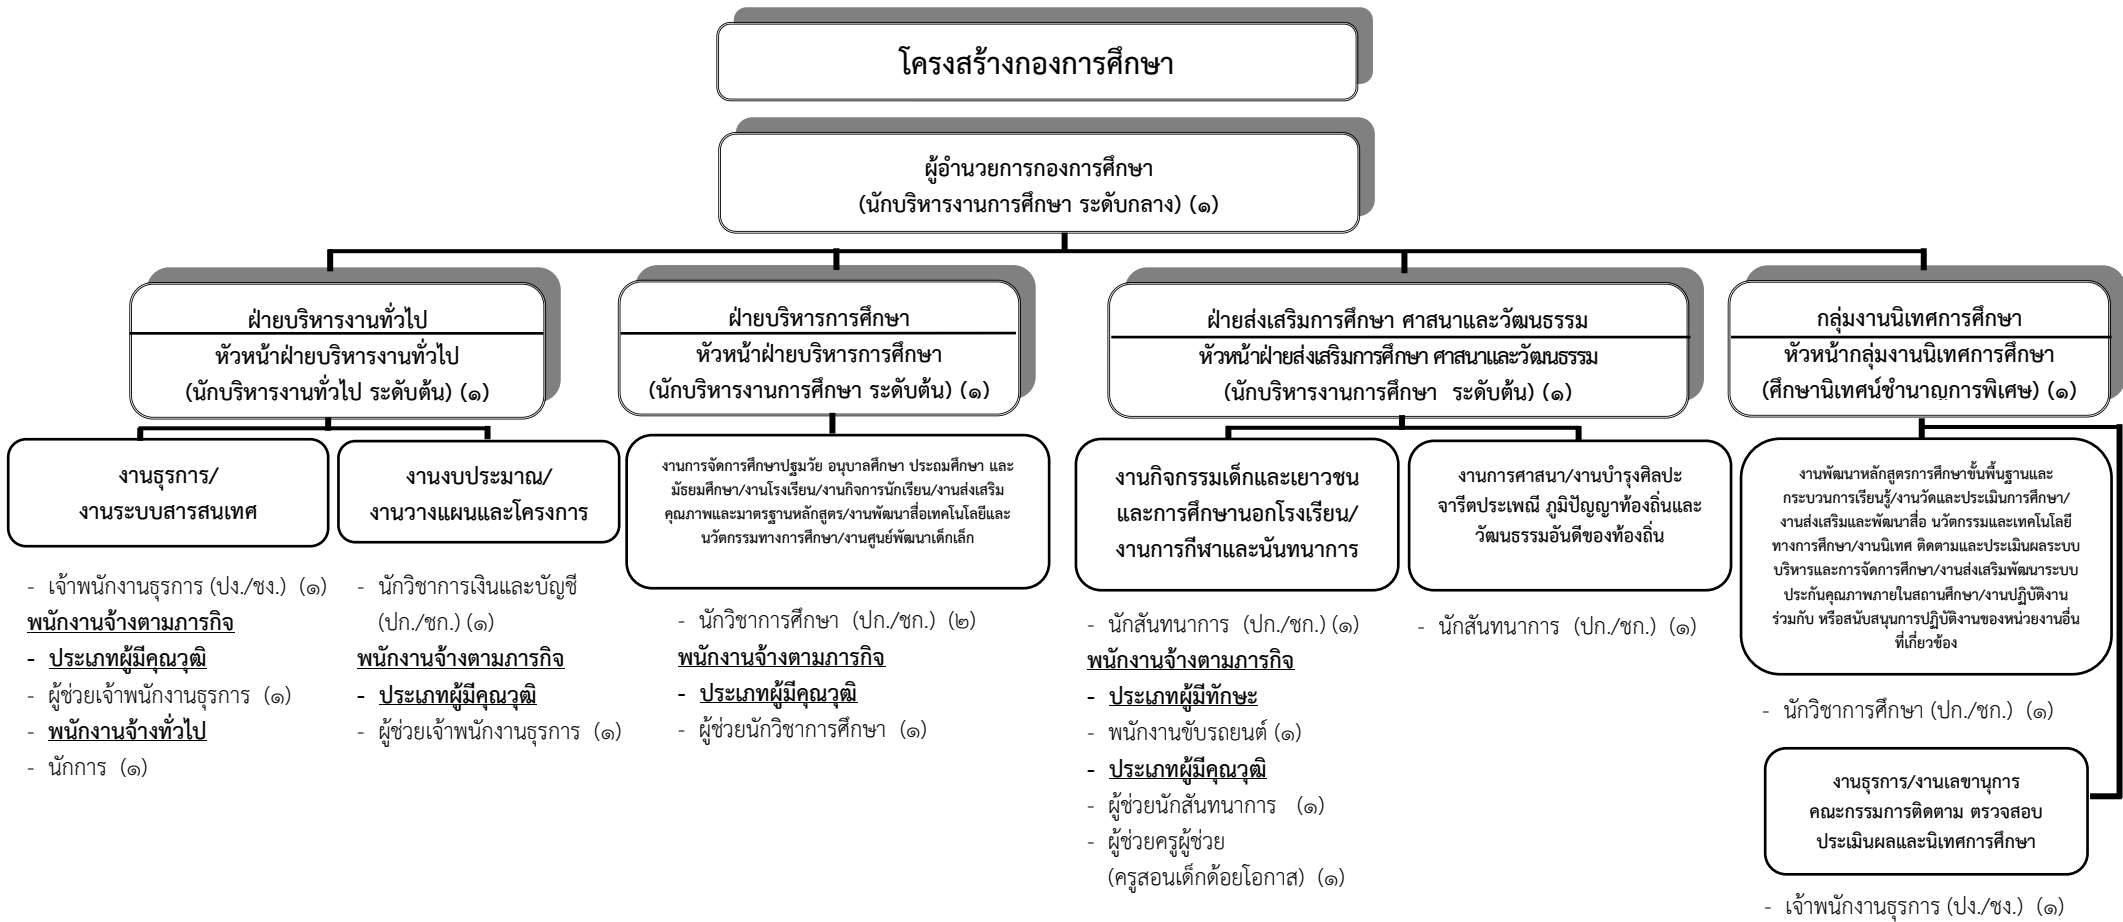 โครงสร้างกองการศึกษา
ผู้อำนวยการกองการศึกษา
(นักบริหารงานการศึกษา ระดับกลาง) (๑)
ฝ่ายบริหารงานทั่วไป
หัวหน้าฝ่ายบริหารงานทั่วไป
(นักบริหารงานทั่วไป ระดับต้น) (๑)
งานธุรการ/
งานระบบสารสนเทศ
- เจ้าพนักงานธุรการ (ปง./ชง.) (๑)
พนักงานจ้างตามภารกิจ
- ประเภทผู้มีคุณวุฒิ
- ผู้ช่วยเจ้าพนักงานธุรการ (๑)
- พนักงานจ้างทั่วไป
- นักการ (๑)
งานงบประมาณ/
งานวางแผนและโครงการ
- นักวิชาการเงินและบัญชี
(ปก./ชก.) (๑)
พนักงานจ้างตามภารกิจ
- ประเภทผู้มีคุณวุฒิ
- ผู้ช่วยเจ้าพนักงานธุรการ (๑)
ฝ่ายบริหารการศึกษา
หัวหน้าฝ่ายบริหารการศึกษา
(นักบริหารงานการศึกษา ระดับต้น) (๑)
งานการจัดการศึกษาปฐมวัย อนุบาลศึกษา ประถมศึกษา และ
มัธยมศึกษา/งานโรงเรียน/งานกิจการนักเรียน/งานส่งเสริม
คุณภาพและมาตรฐานหลักสูตร/งานพัฒนาสื่อเทคโนโลยีและ
นวัตกรรมทางการศึกษา/งานศูนย์พัฒนาเด็กเล็ก
- นักวิชาการศึกษา (ปก./ชก.) (๒)
พนักงานจ้างตามภารกิจ
- ประเภทผู้มีคุณวุฒิ
- ผู้ช่วยนักวิชาการศึกษา (๑)
ฝ่ายส่งเสริมการศึกษา ศาสนาและวัฒนธรรม
หัวหน้าฝ่ายส่งเสริมการศึกษา ศาสนาและวัฒนธรรม
(นักบริหารงานการศึกษา ระดับต้น) (๑)
งานกิจกรรมเด็กและเยาวชน
และการศึกษานอกโรงเรียน/
งานการกีฬาและนันทนาการ
- นักสันทนาการ (ปก./ชก.) (๑)
พนักงานจ้างตามภารกิจ
- ประเภทผู้มีทักษะ
- พนักงานขับรถยนต์ (๑)
- ประเภทผู้มีคุณวุฒิ
- ผู้ช่วยนักสันทนาการ (๑)
- ผู้ช่วยครูผู้ช่วย
(ครูสอนเด็กด้อยโอกาส) (๑)
งานการศาสนา/งานบำรุงศิลปะ
จารีตประเพณี ภูมิปัญญาท้องถิ่นและ
วัฒนธรรมอันดีของท้องถิ่น
- นักสันทนาการ (ปก./ชก.) (๑)
กลุ่มงานนิเทศการศึกษา
หัวหน้ากลุ่มงานนิเทศการศึกษา
(ศึกษานิเทศน์ชำนาญการพิเศษ) (๑)
งานพัฒนาหลักสูตรการศึกษาขั้นพื้นฐานและ
กระบวนการเรียนรู้/งานวัดและประเมินการศึกษา/
งานส่งเสริมและพัฒนาสื่อ นวัตกรรมและเทคโนโลยี
ทางการศึกษา/งานนิเทศ ติดตามและประเมินผลระบบ
บริหารและการจัดการศึกษา/งานส่งเสริมพัฒนาระบบ
ประกันคุณภาพภายในสถานศึกษา/งานปฏิบัติงาน
ร่วมกับ หรือสนับสนุนการปฏิบัติงานของหน่วยงานอื่น
ที่เกี่ยวข้อง
- นักวิชาการศึกษา (ปก./ชก.) (๑)
งานธุรการ/งานเลขานุการ
คณะกรรมการติดตาม ตรวจสอบ
ประเมินผลและนิเทศการศึกษา
- เจ้าพนักงานธุรการ (ปง./ชง.) (๑)